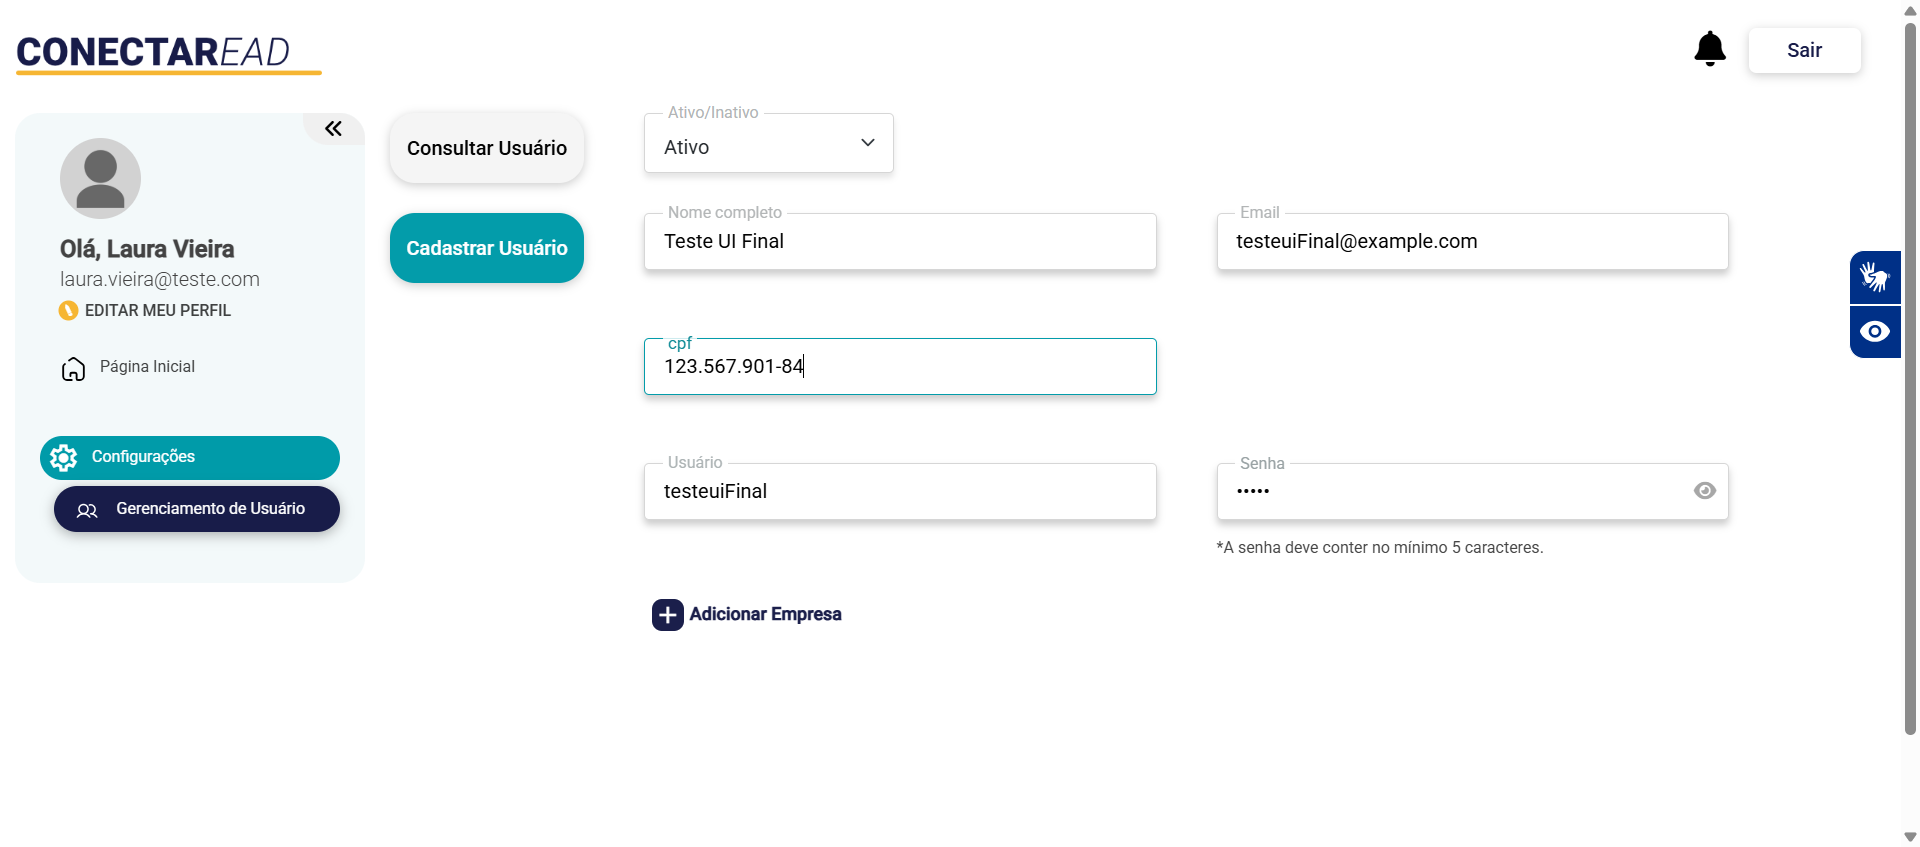 CONECTAREAD
Sair
Olá, Laura Vieira
laura.vieira@teste.com
EDITAR MEU PERFIL
Página Inicial
Configurações
Gerenciamento de Usuário
Consultar Usuário
Cadastrar Usuário
Ativo/Inativo
Ativo
Nome completo
Teste UI Final
Email
testeuiFinal@example.com
cpf
123.567.901-84
Usuário
testeuiFinal
Senha
•••••
*A senha deve conter no mínimo 5 caracteres.
Adicionar Empresa